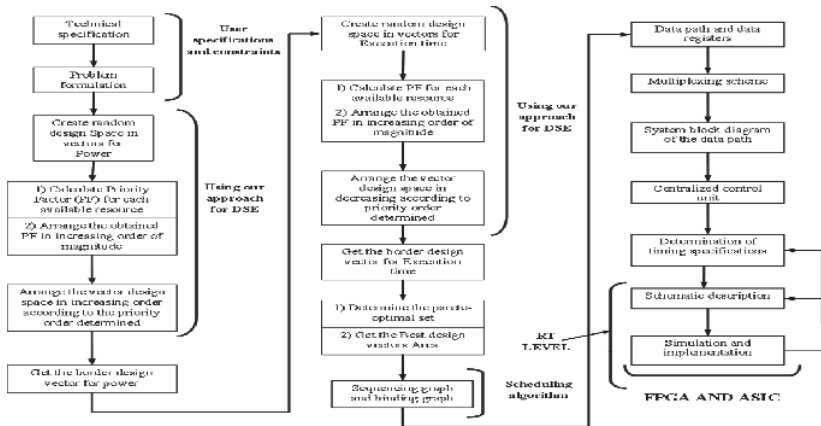 Technical
specification
Problem
formulation
User
specifications
and constraints
Create random
design Space in
vectors for
Power
1) Calculate Priority
Factor (PF) for each
available resource
2) Arrange the obtained
PF in increasing order of
magnitude
Arrange the vector design
space in increasing order
according to the priority
order determined
Using our
approach
for DSE
Get the border design
vector for power
Create random design
space in vectors for
Execution time
1) Calculate PF for each
available resource
2) Arrange the obtained
PF in increasing order of
magnitude
Arrange the vector
design space in
decreasing according to
priority order
determined
Using our
approach
for DSE
Get the border design
vector for Execution
time
1) Determine the pareto-
optimal set
2) Get the Best design
vectors Area
Sequencing graph
and binding graph
Scheduling
algorithm
Data path and data
registers
Multiplexing scheme
System block diagram
of the data path
Centralized control
unit
Determination of
timing specifications
Schematic description
Simulation and
implementation
RT
LEVEL
FPGA AND ASIC